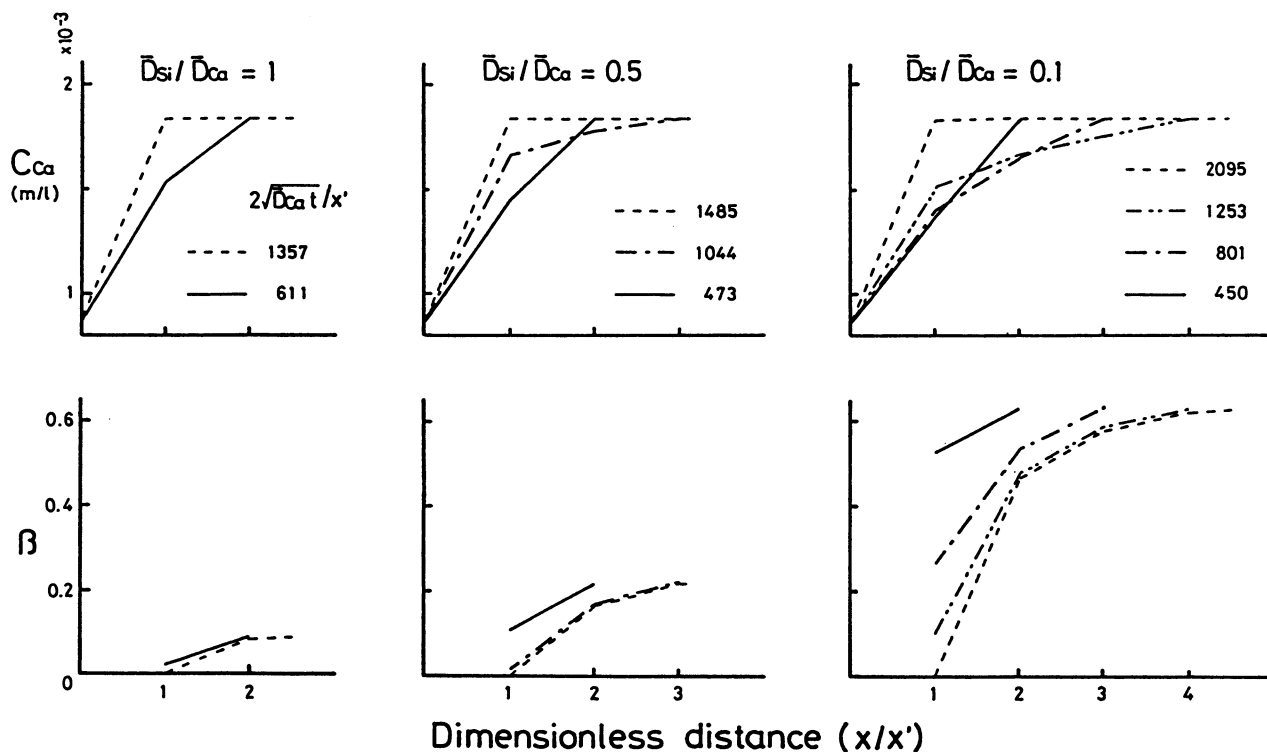 ×10⁻³
D̄Si / D̄Ca = 1
D̄Si / D̄Ca = 0.5
D̄Si / D̄Ca = 0.1
2
CCa
(m/l)
1
2√D̄Ca t / x'
1357
611
1485
1044
473
2095
1253
801
450
0.6
0.4
ß
0.2
0
1 2
1 2 3
1 2 3 4
Dimensionless distance (x/x')